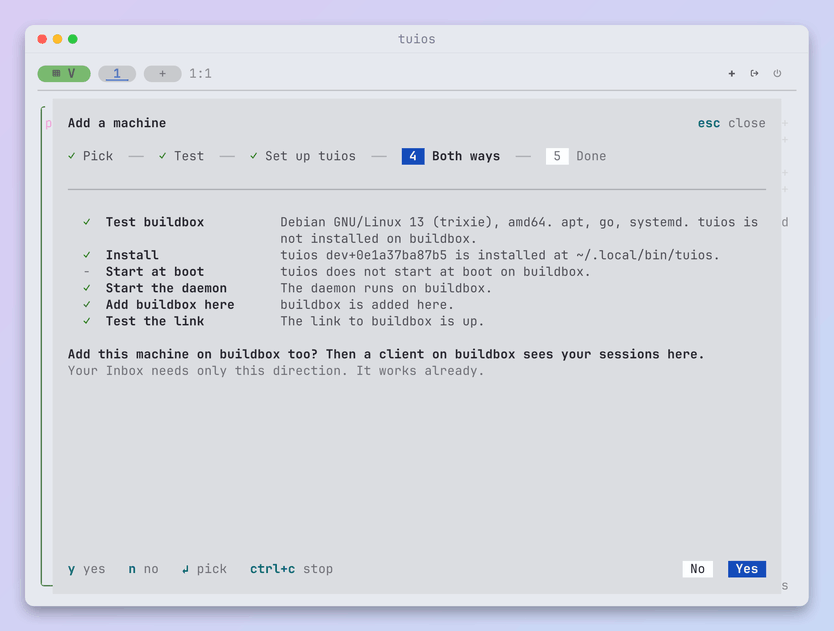 tuios
V 1 + 1:1 +
p
Add a machine esc close
✓ Pick — ✓ Test — ✓ Set up tuios — 4 Both ways — 5 Done
✓ Test buildbox Debian GNU/Linux 13 (trixie), amd64. apt, go, systemd. tuios is
not installed on buildbox.
✓ Install tuios dev+0e1a37ba87b5 is installed at ~/.local/bin/tuios.
- Start at boot tuios does not start at boot on buildbox.
✓ Start the daemon The daemon runs on buildbox.
✓ Add buildbox here buildbox is added here.
✓ Test the link The link to buildbox is up.
Add this machine on buildbox too? Then a client on buildbox sees your sessions here.
Your Inbox needs only this direction. It works already.
y yes n no ↲ pick ctrl+c stop No Yes
d
s